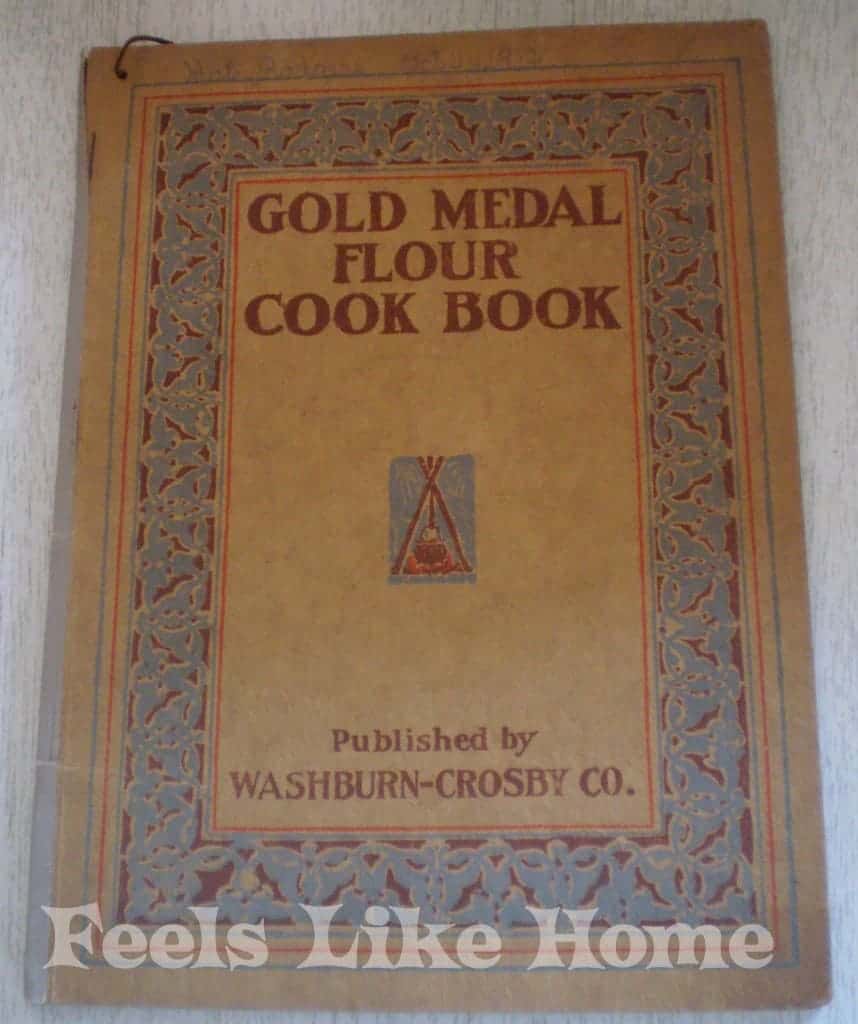 GOLD MEDAL
FLOUR
COOK BOOK
Published by
WASHBURN-CROSBY CO.
Feels Like Home